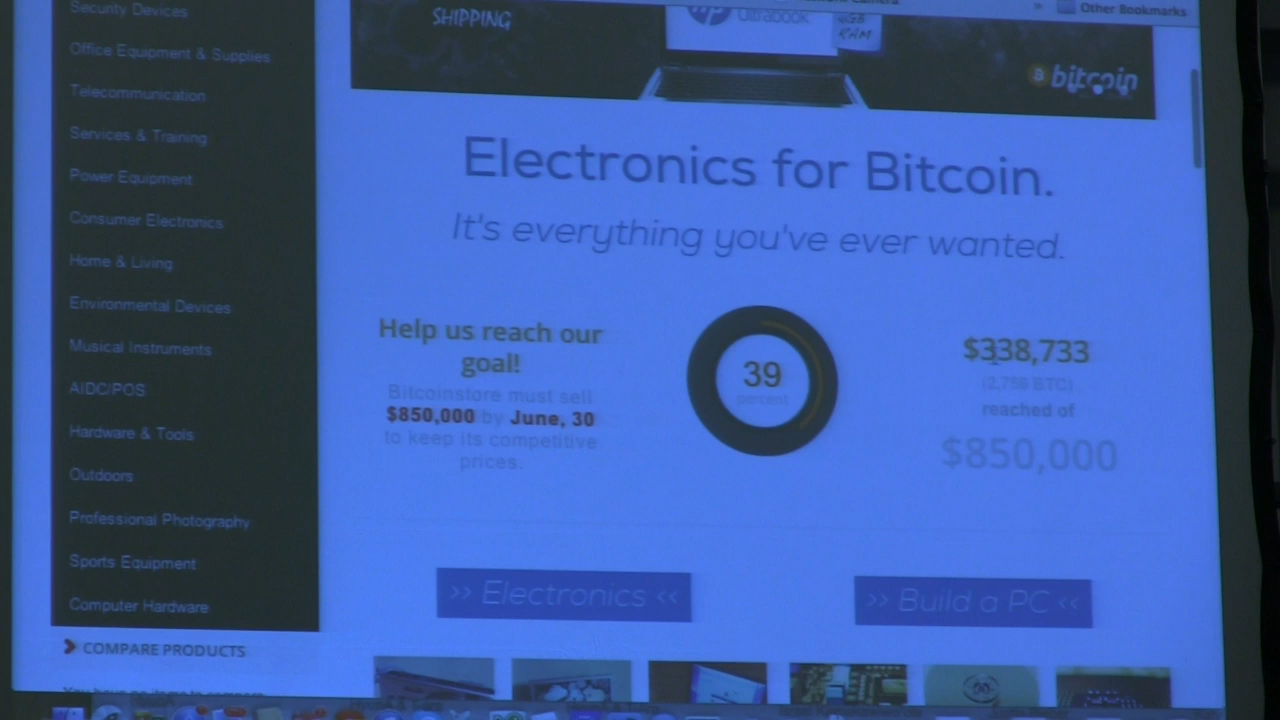 Other Bookmarks
Security Devices
Office Equipment & Supplies
Telecommunication
Services & Training
Power Equipment
Consumer Electronics
Home & Living
Environmental Devices
Musical Instruments
AIDC/POS
Hardware & Tools
Outdoors
Professional Photography
Sports Equipment
Computer Hardware
COMPARE PRODUCTS
SHIPPING
hp Ultrabook
RAM
bitcoin
Electronics for Bitcoin.
It's everything you've ever wanted.
Help us reach our
goal!
Bitcoinstore must sell
$850,000 by June, 30
to keep its competitive
prices.
39
percent
$338,733
reached of
$850,000
>> Electronics <<
>> Build a PC <<